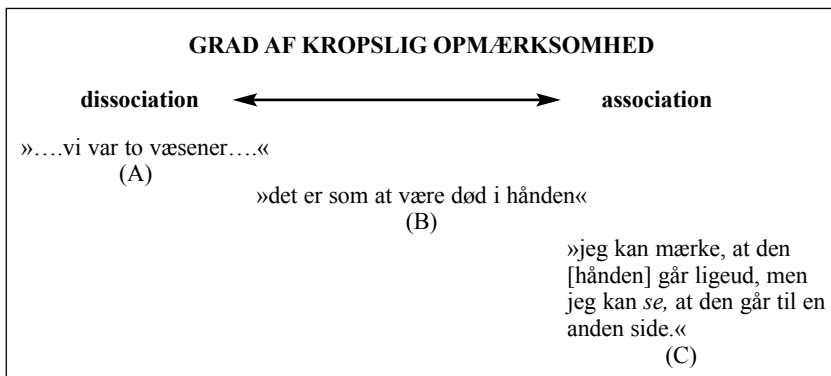 GRAD AF KROPSLIG OPMÆRKSOMHED
dissociation association
»….vi var to væsener….«
(A)
»det er som at være død i hånden«
(B)
»jeg kan mærke, at den
[hånden] går ligeud, men
jeg kan se, at den går til en
anden side.«
(C)